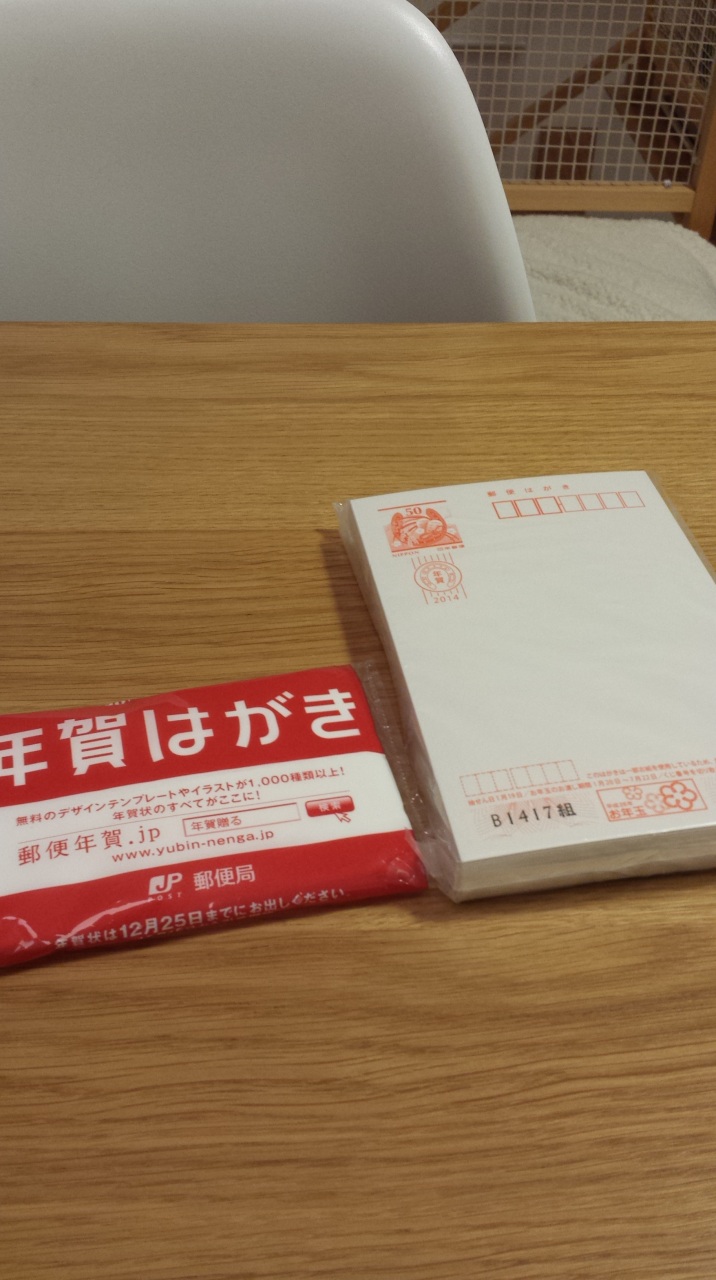 年賀はがき
無料のデザインテンプレートやイラストが1,000種類以上!
年賀状のすべてがここに!
郵便年賀.jp
年賀贈る
検索
www.yubin-nenga.jp
JP 郵便局
POST
年賀状は12月25日までにお出しください
郵便はがき
50
NIPPON 日本郵便
年賀
2014
B1417組
お年玉